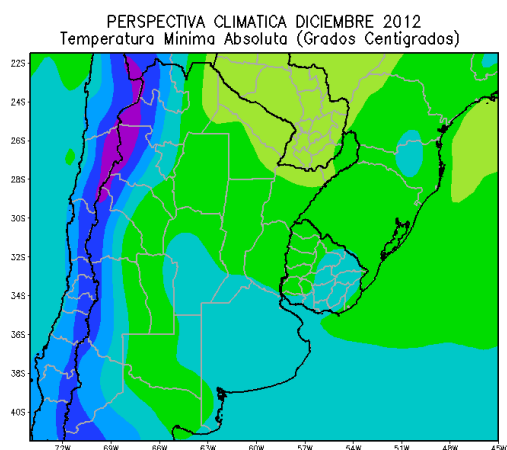 PERSPECTIVA CLIMATICA DICIEMBRE 2012
Temperatura Minima Absoluta (Grados Centigrados)
22S
24S
26S
28S
30S
32S
34S
36S
38S
40S
72W
69W
66W
63W
60W
57W
54W
51W
48W
45W